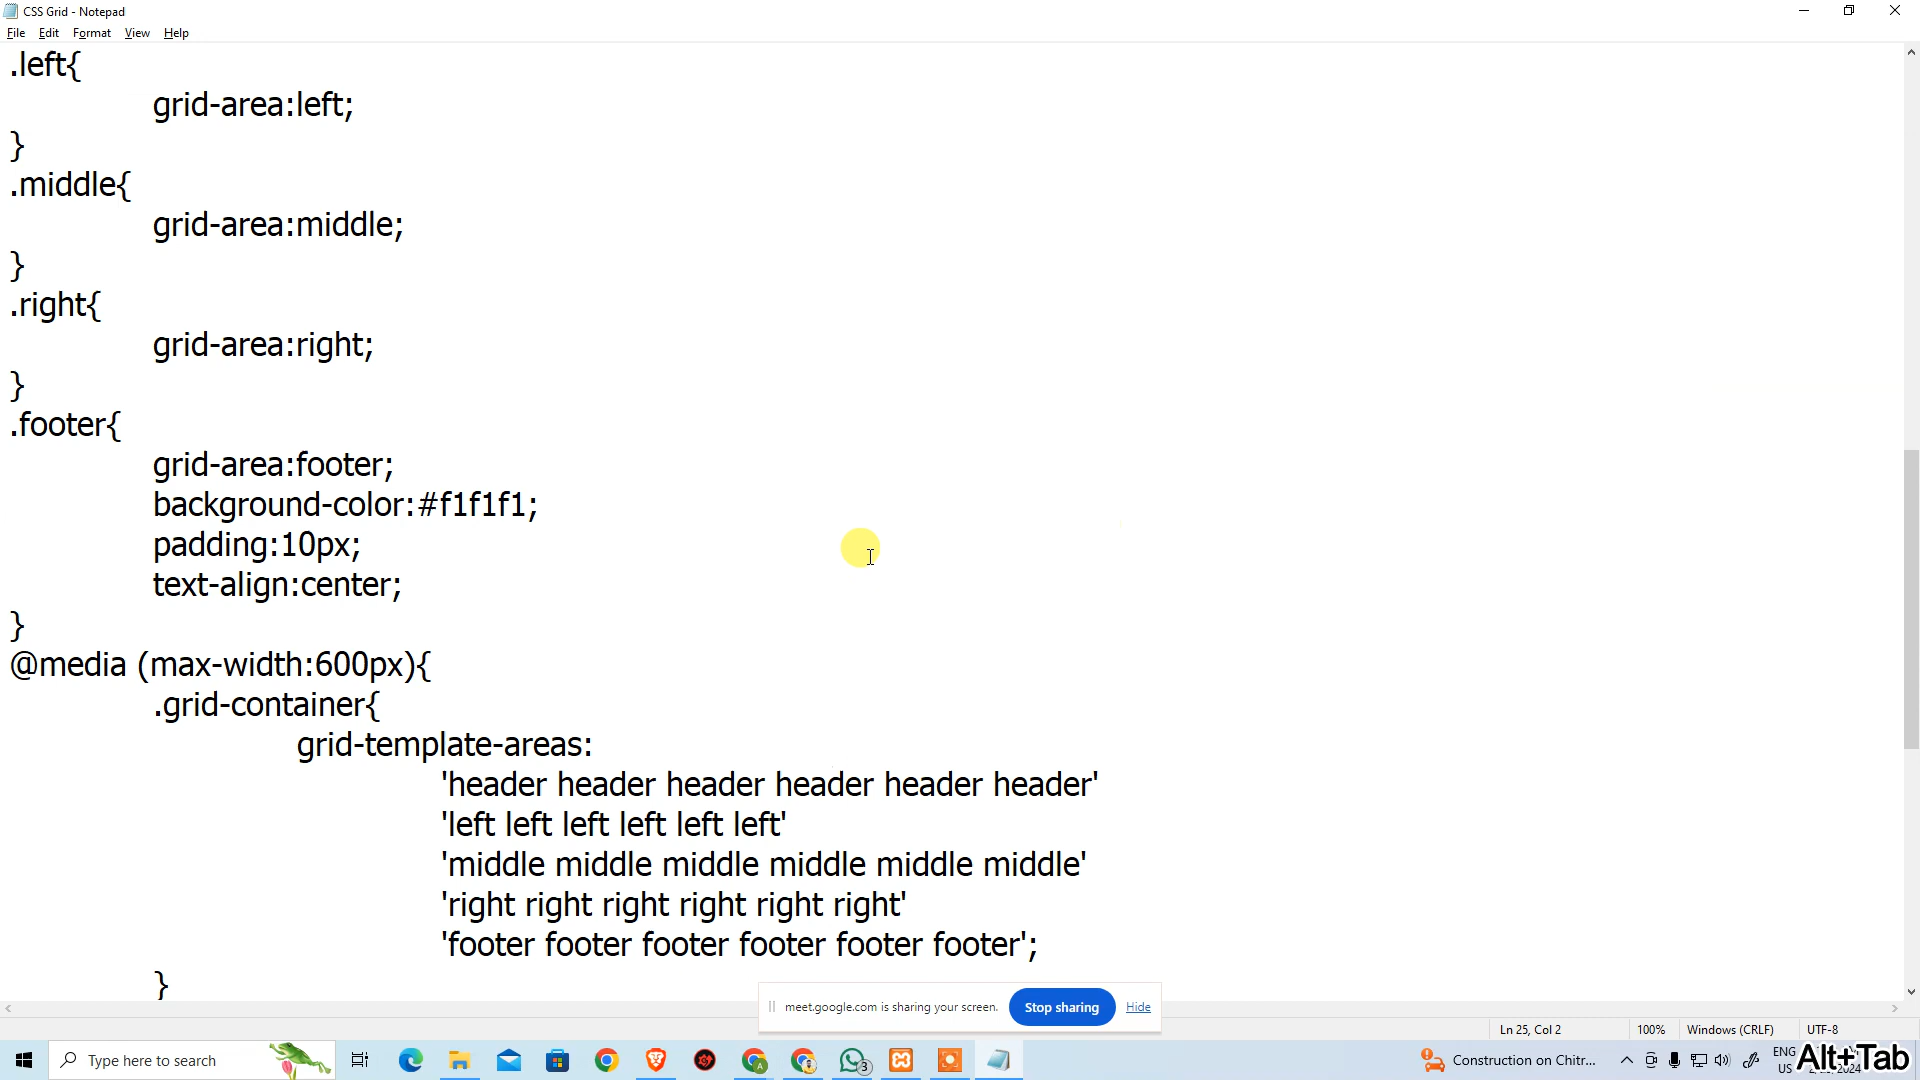 CSS Grid - Notepad
File Edit Format View Help
.left{
grid-area:left;
}
.middle{
grid-area:middle;
}
.right{
grid-area:right;
}
.footer{
grid-area:footer;
background-color:#f1f1f1;
padding:10px;
text-align:center;
}
@media (max-width:600px){
.grid-container{
grid-template-areas:
'header header header header header header'
'left left left left left left'
'middle middle middle middle middle middle'
'right right right right right right'
'footer footer footer footer footer footer';
}
meet.google.com is sharing your screen. Stop sharing Hide
Ln 25, Col 2 100% Windows (CRLF) UTF-8
Type here to search
A
3
Construction on Chitr...
ENG
US
Alt+Tab